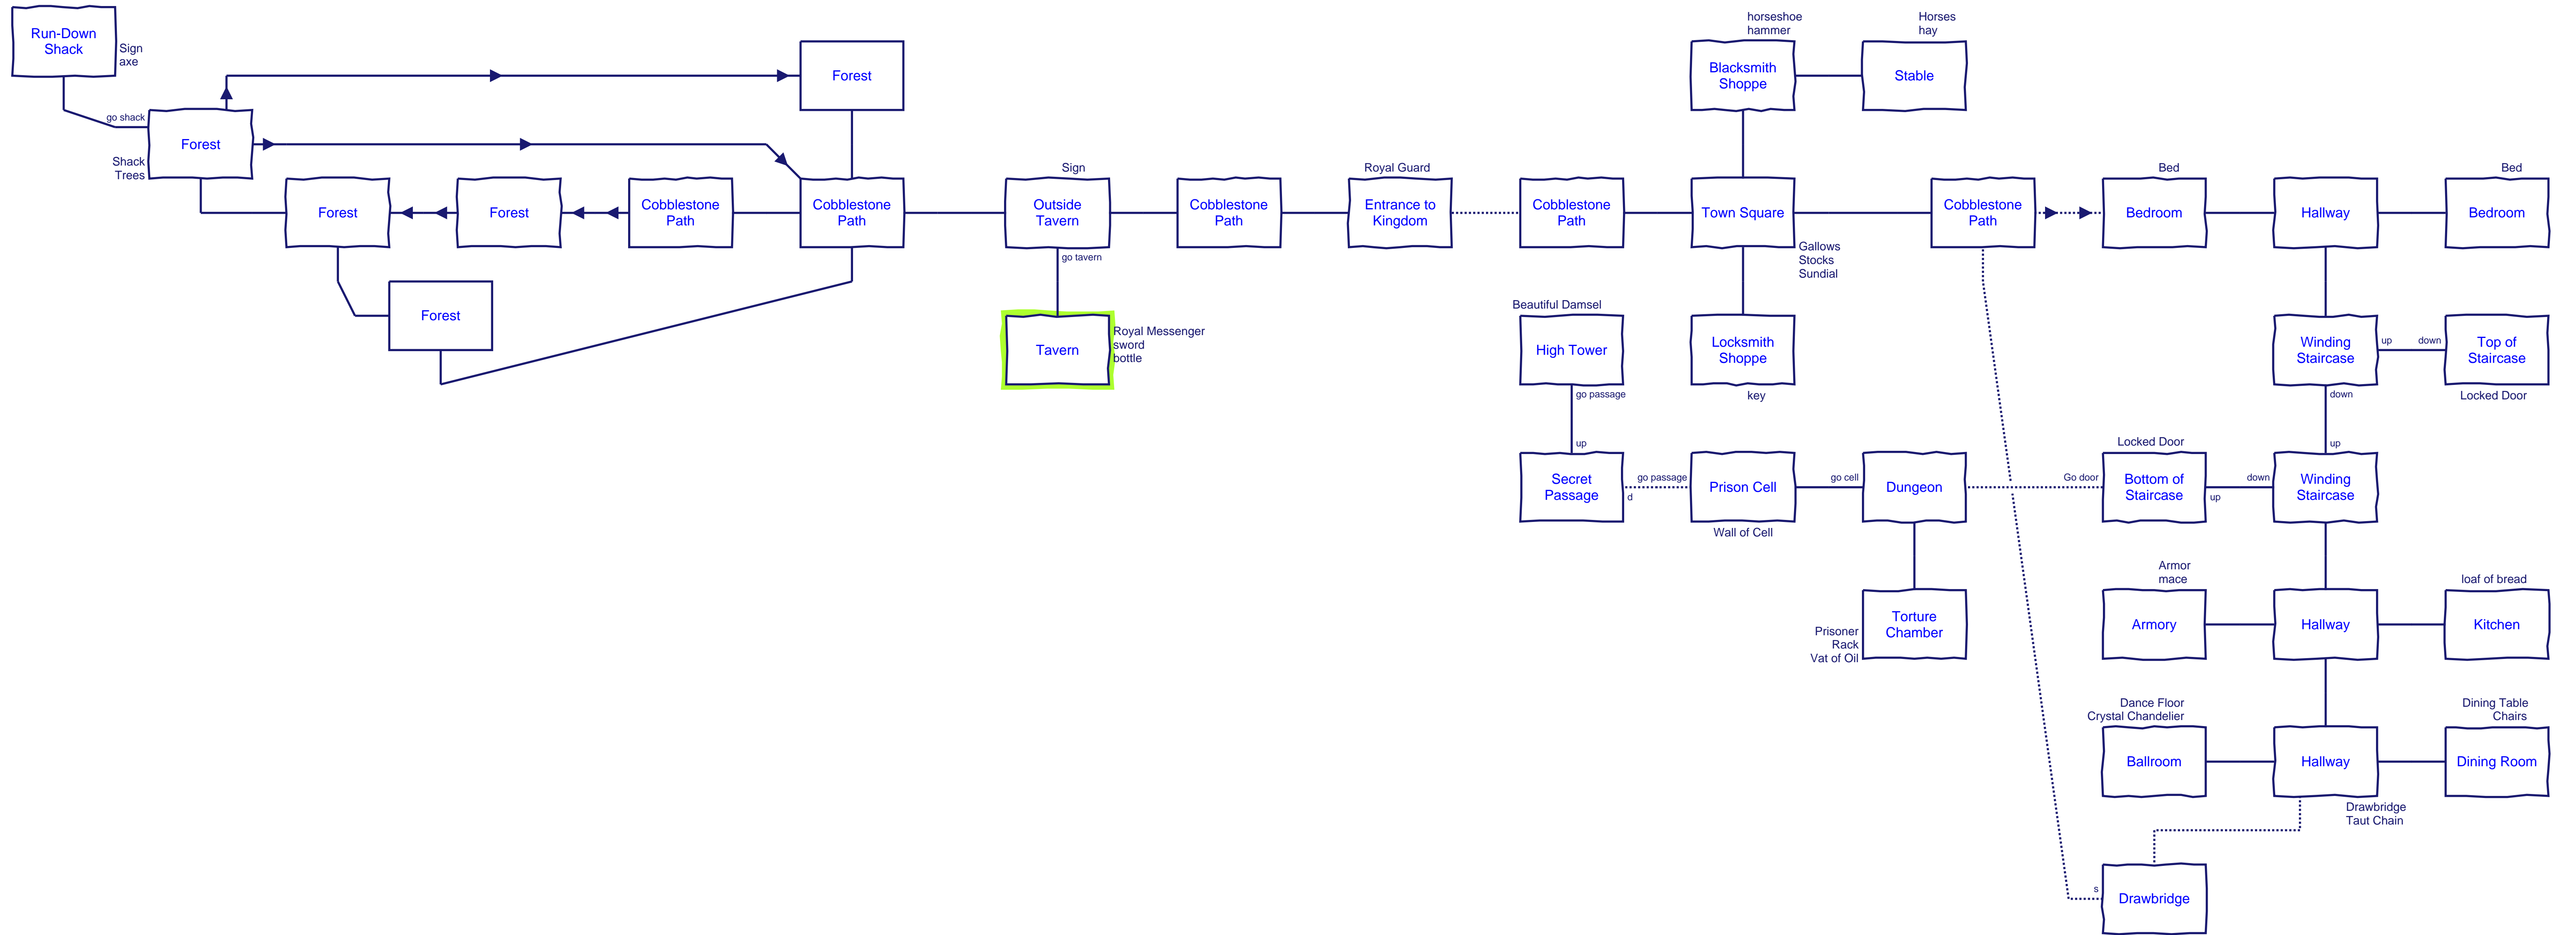 Run-Down
Shack
Sign
axe
go shack
Forest
Shack
Trees
Forest
Forest
Forest
Forest
Cobblestone
Path
Cobblestone
Path
Sign
Outside
Tavern
go tavern
Tavern
Royal Messenger
sword
bottle
Cobblestone
Path
Royal Guard
Entrance to
Kingdom
Cobblestone
Path
horseshoe
hammer
Blacksmith
Shoppe
Horses
hay
Stable
Town Square
Gallows
Stocks
Sundial
Locksmith
Shoppe
key
Cobblestone
Path
Bed
Bedroom
Hallway
Bed
Bedroom
Beautiful Damsel
High Tower
go passage
up
Secret
Passage
d
go passage
Prison Cell
Wall of Cell
go cell
Dungeon
Prisoner
Rack
Vat of Oil
Torture
Chamber
Winding
Staircase
up
down
Top of
Staircase
Locked Door
down
up
Locked Door
Go door
Bottom of
Staircase
up
down
Winding
Staircase
Armor
mace
Armory
Hallway
loaf of bread
Kitchen
Dance Floor
Crystal Chandelier
Ballroom
Hallway
Dining Table
Chairs
Dining Room
Drawbridge
Taut Chain
s
Drawbridge